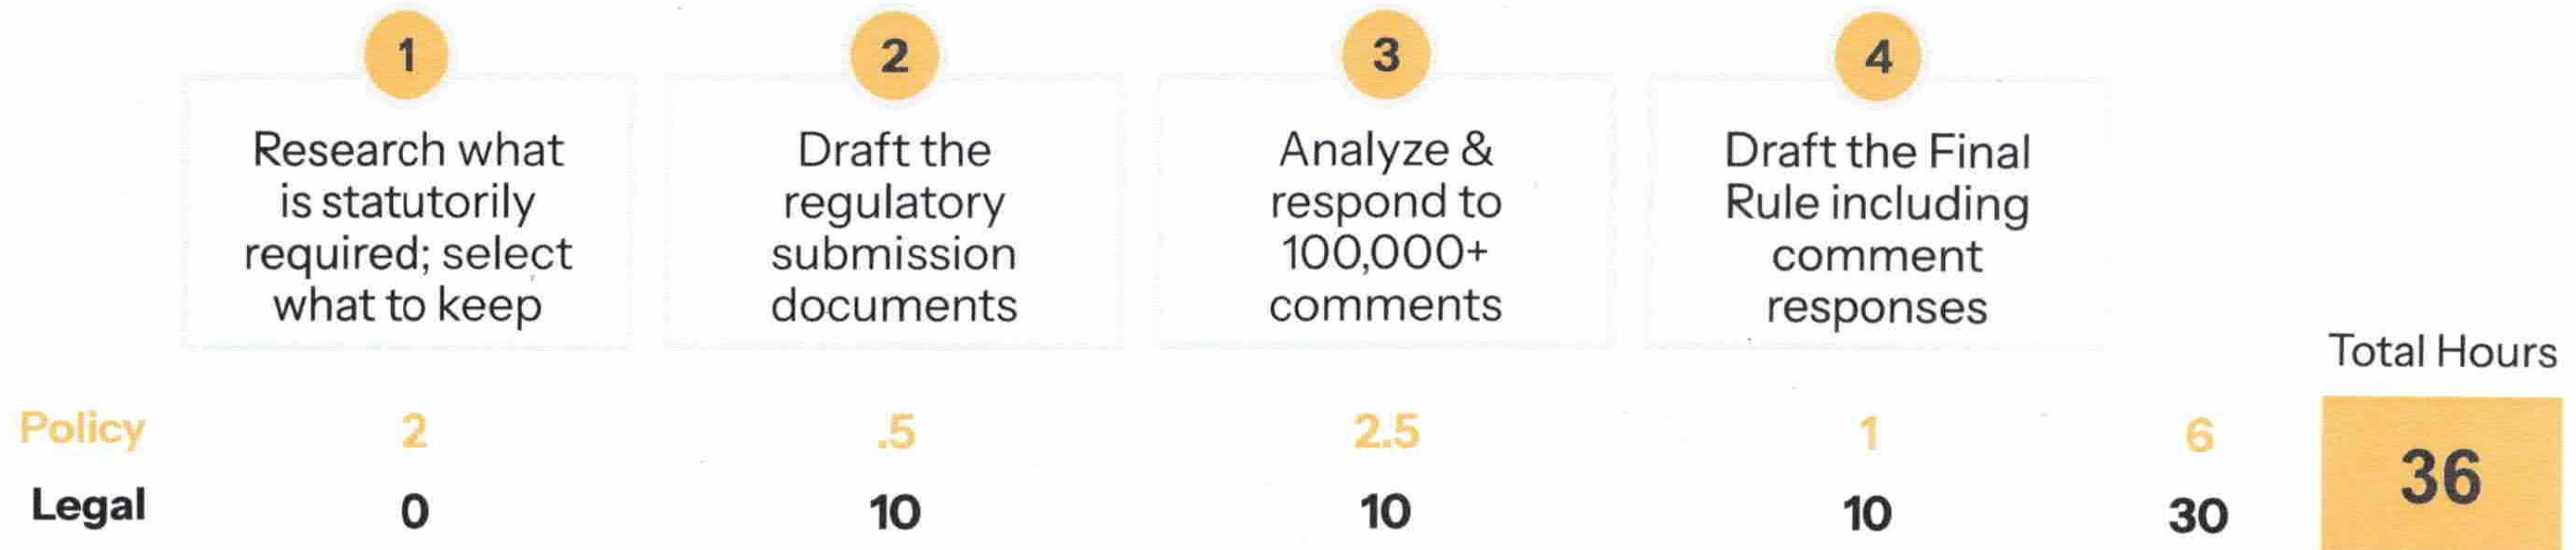 1
Research what
is statutorily
required; select
what to keep
2
Draft the
regulatory
submission
documents
3
Analyze &
respond to
100,000+
comments
4
Draft the Final
Rule including
comment
responses
Total Hours
Policy 2 .5 2.5 1 6
Legal 0 10 10 10 30
36